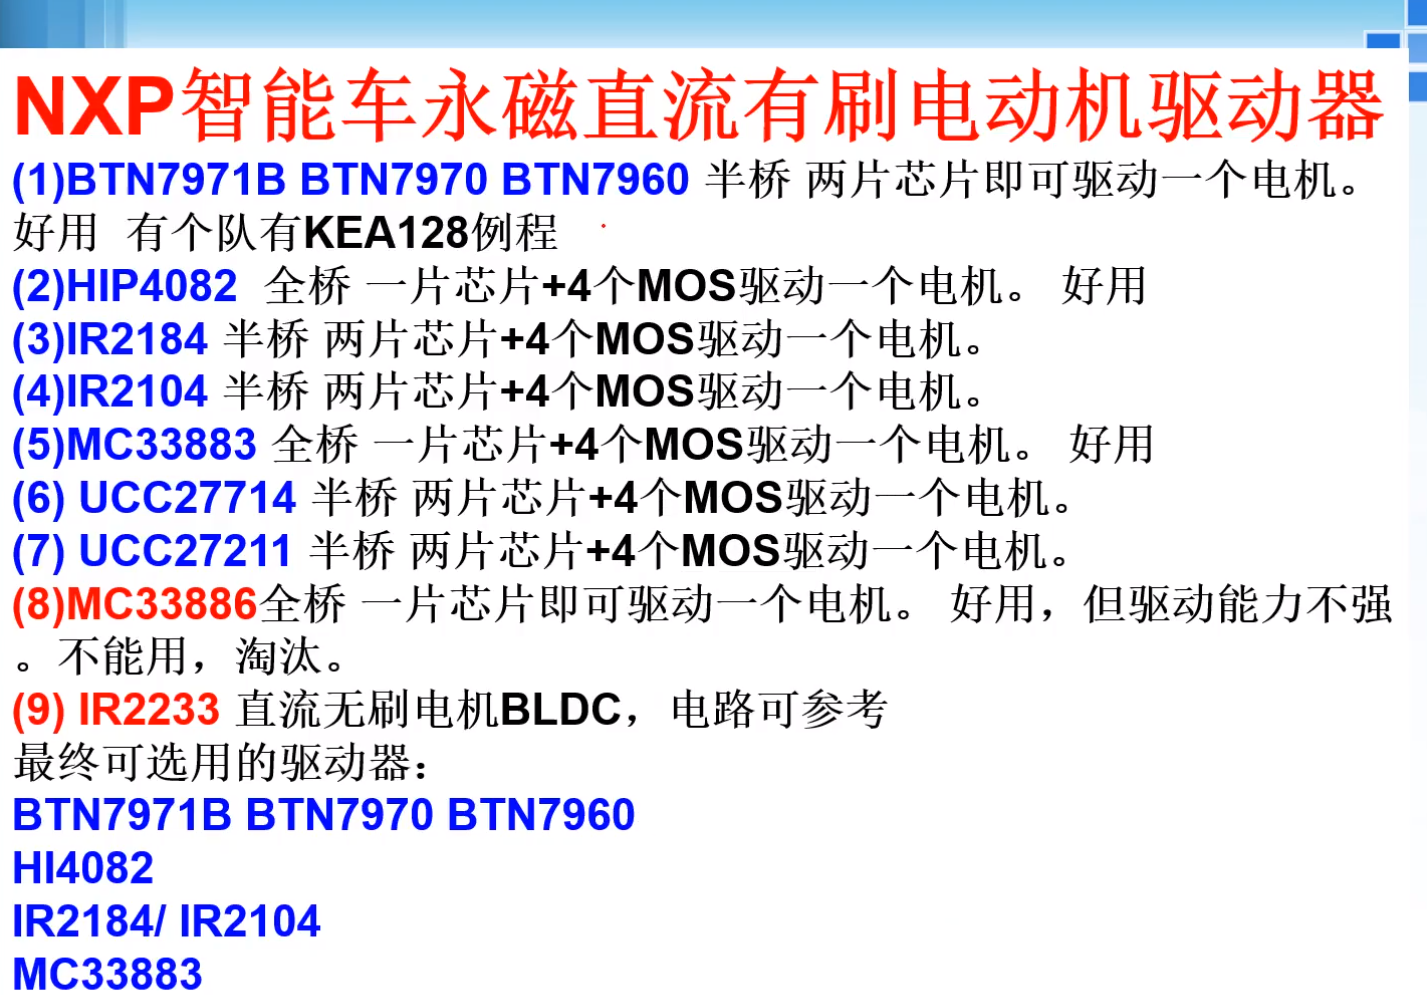 NXP智能车永磁直流有刷电动机驱动器
(1)BTN7971B BTN7970 BTN7960 半桥 两片芯片即可驱动一个电机。
好用 有个队有KEA128例程
(2)HIP4082 全桥 一片芯片+4个MOS驱动一个电机。 好用
(3)IR2184 半桥 两片芯片+4个MOS驱动一个电机。
(4)IR2104 半桥 两片芯片+4个MOS驱动一个电机。
(5)MC33883 全桥 一片芯片+4个MOS驱动一个电机。 好用
(6) UCC27714 半桥 两片芯片+4个MOS驱动一个电机。
(7) UCC27211 半桥 两片芯片+4个MOS驱动一个电机。
(8)MC33886全桥 一片芯片即可驱动一个电机。 好用，但驱动能力不强
。不能用，淘汰。
(9) IR2233 直流无刷电机BLDC，电路可参考
最终可选用的驱动器：
BTN7971B BTN7970 BTN7960
HI4082
IR2184/ IR2104
MC33883